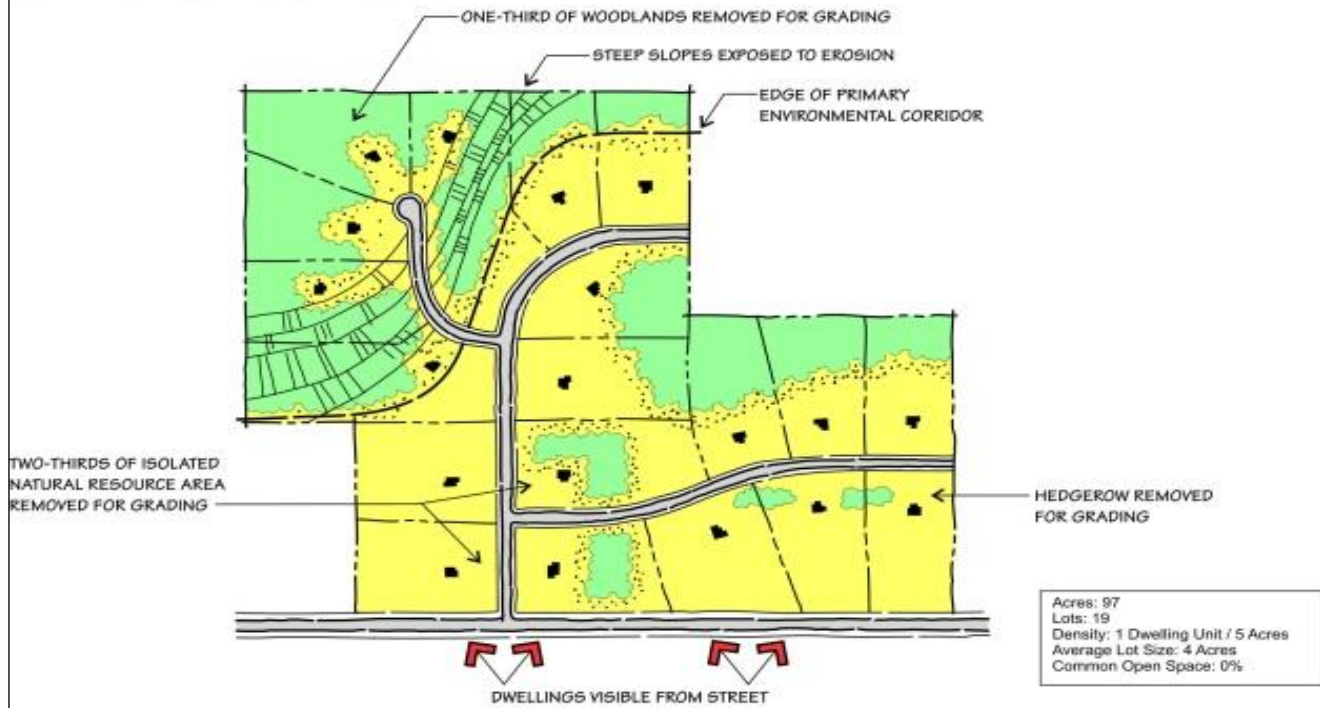 ONE-THIRD OF WOODLANDS REMOVED FOR GRADING
STEEP SLOPES EXPOSED TO EROSION
EDGE OF PRIMARY
ENVIRONMENTAL CORRIDOR
TWO-THIRDS OF ISOLATED
NATURAL RESOURCE AREA
REMOVED FOR GRADING
HEDGEROW REMOVED
FOR GRADING
Acres: 97
Lots: 19
Density: 1 Dwelling Unit / 5 Acres
Average Lot Size: 4 Acres
Common Open Space: 0%
DWELLINGS VISIBLE FROM STREET